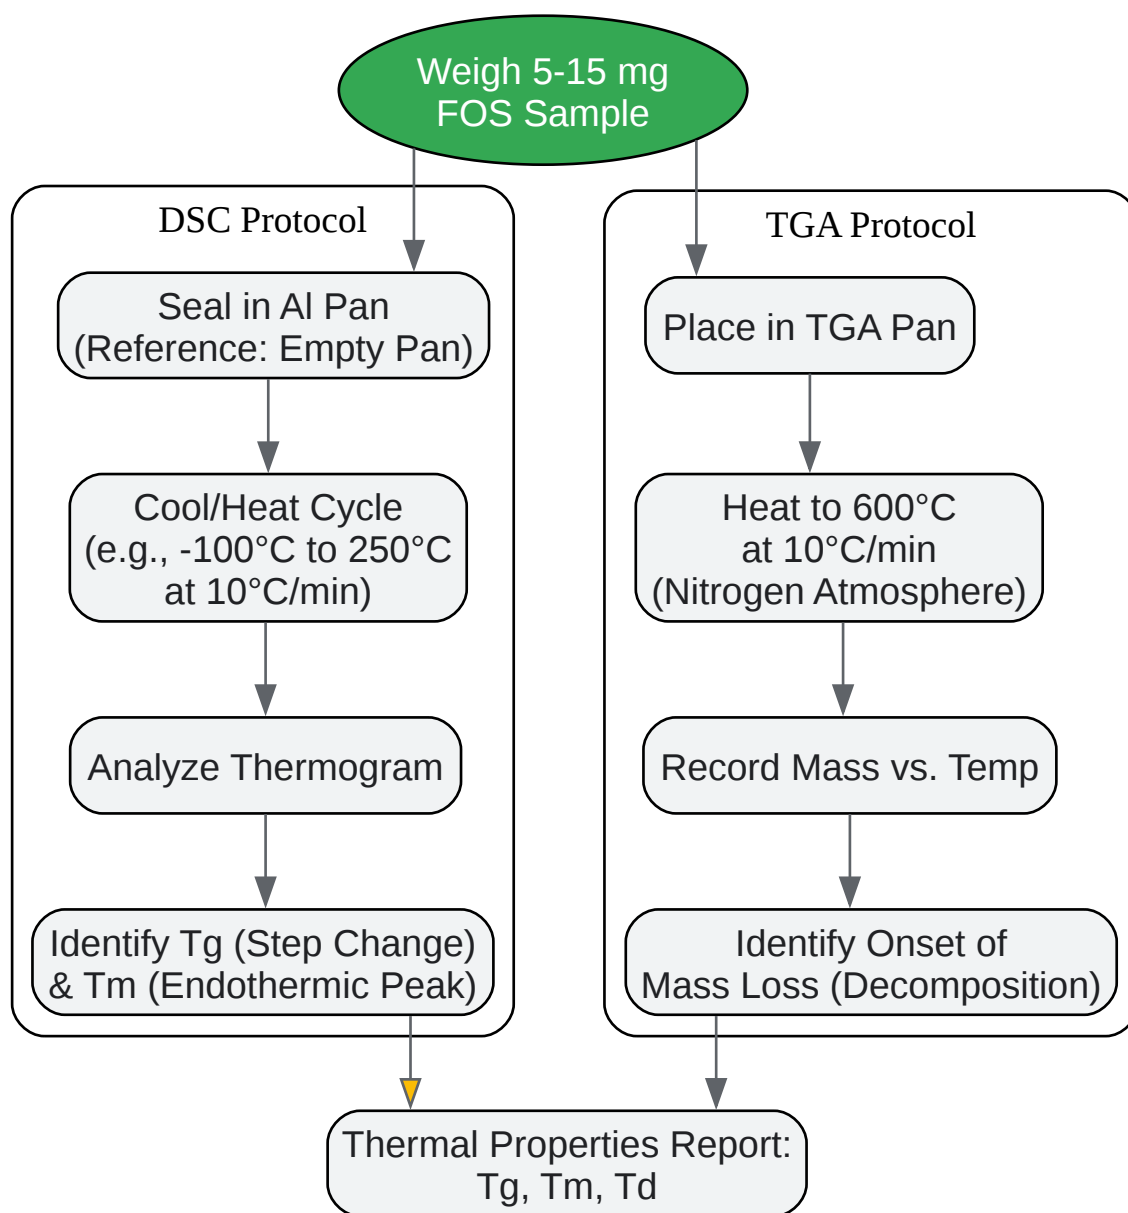 Weigh 5-15 mg
FOS Sample
DSC Protocol
Seal in Al Pan
(Reference: Empty Pan)
Cool/Heat Cycle
(e.g., -100°C to 250°C
at 10°C/min)
Analyze Thermogram
Identify Tg (Step Change)
& Tm (Endothermic Peak)
TGA Protocol
Place in TGA Pan
Heat to 600°C
at 10°C/min
(Nitrogen Atmosphere)
Record Mass vs. Temp
Identify Onset of
Mass Loss (Decomposition)
Thermal Properties Report:
Tg, Tm, Td